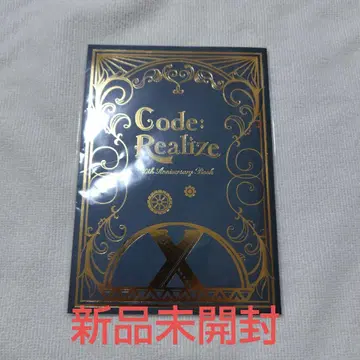 Code:
Realize
10th Anniversary Book
X
新品未開封